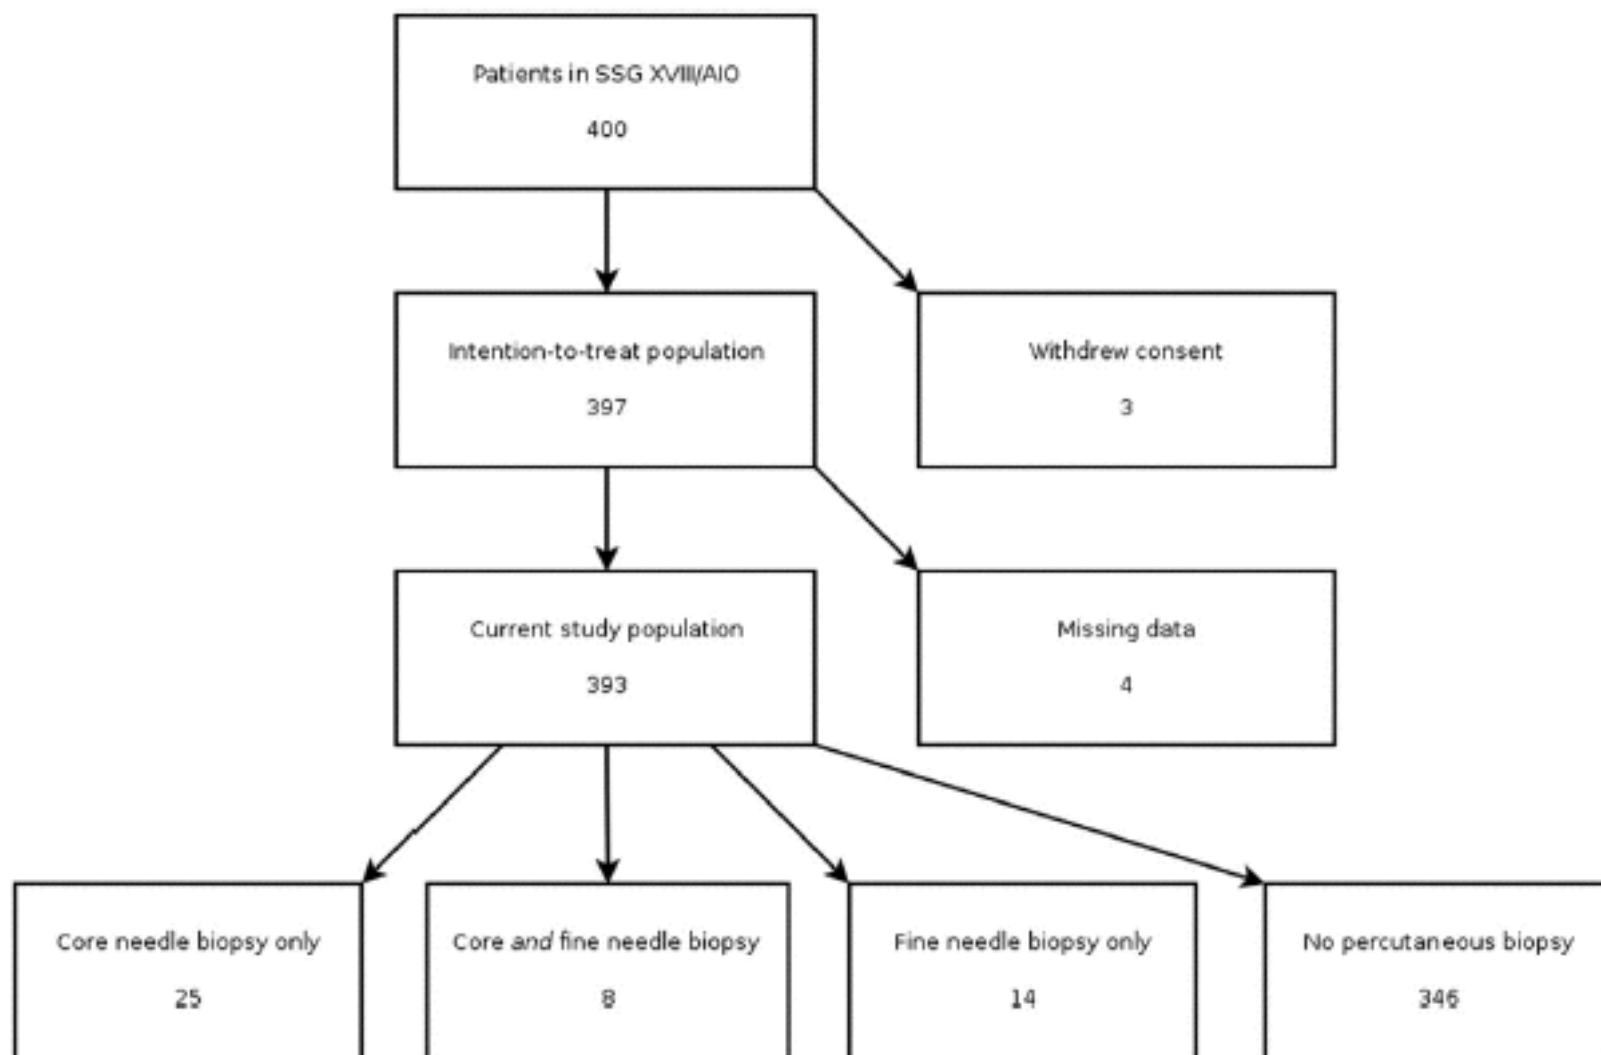 Patients in SSG XVIII/AIO
400
Intention-to-treat population
397
Withdrew consent
3
Current study population
393
Missing data
4
Core needle biopsy only
25
Core and fine needle biopsy
8
Fine needle biopsy only
14
No percutaneous biopsy
346